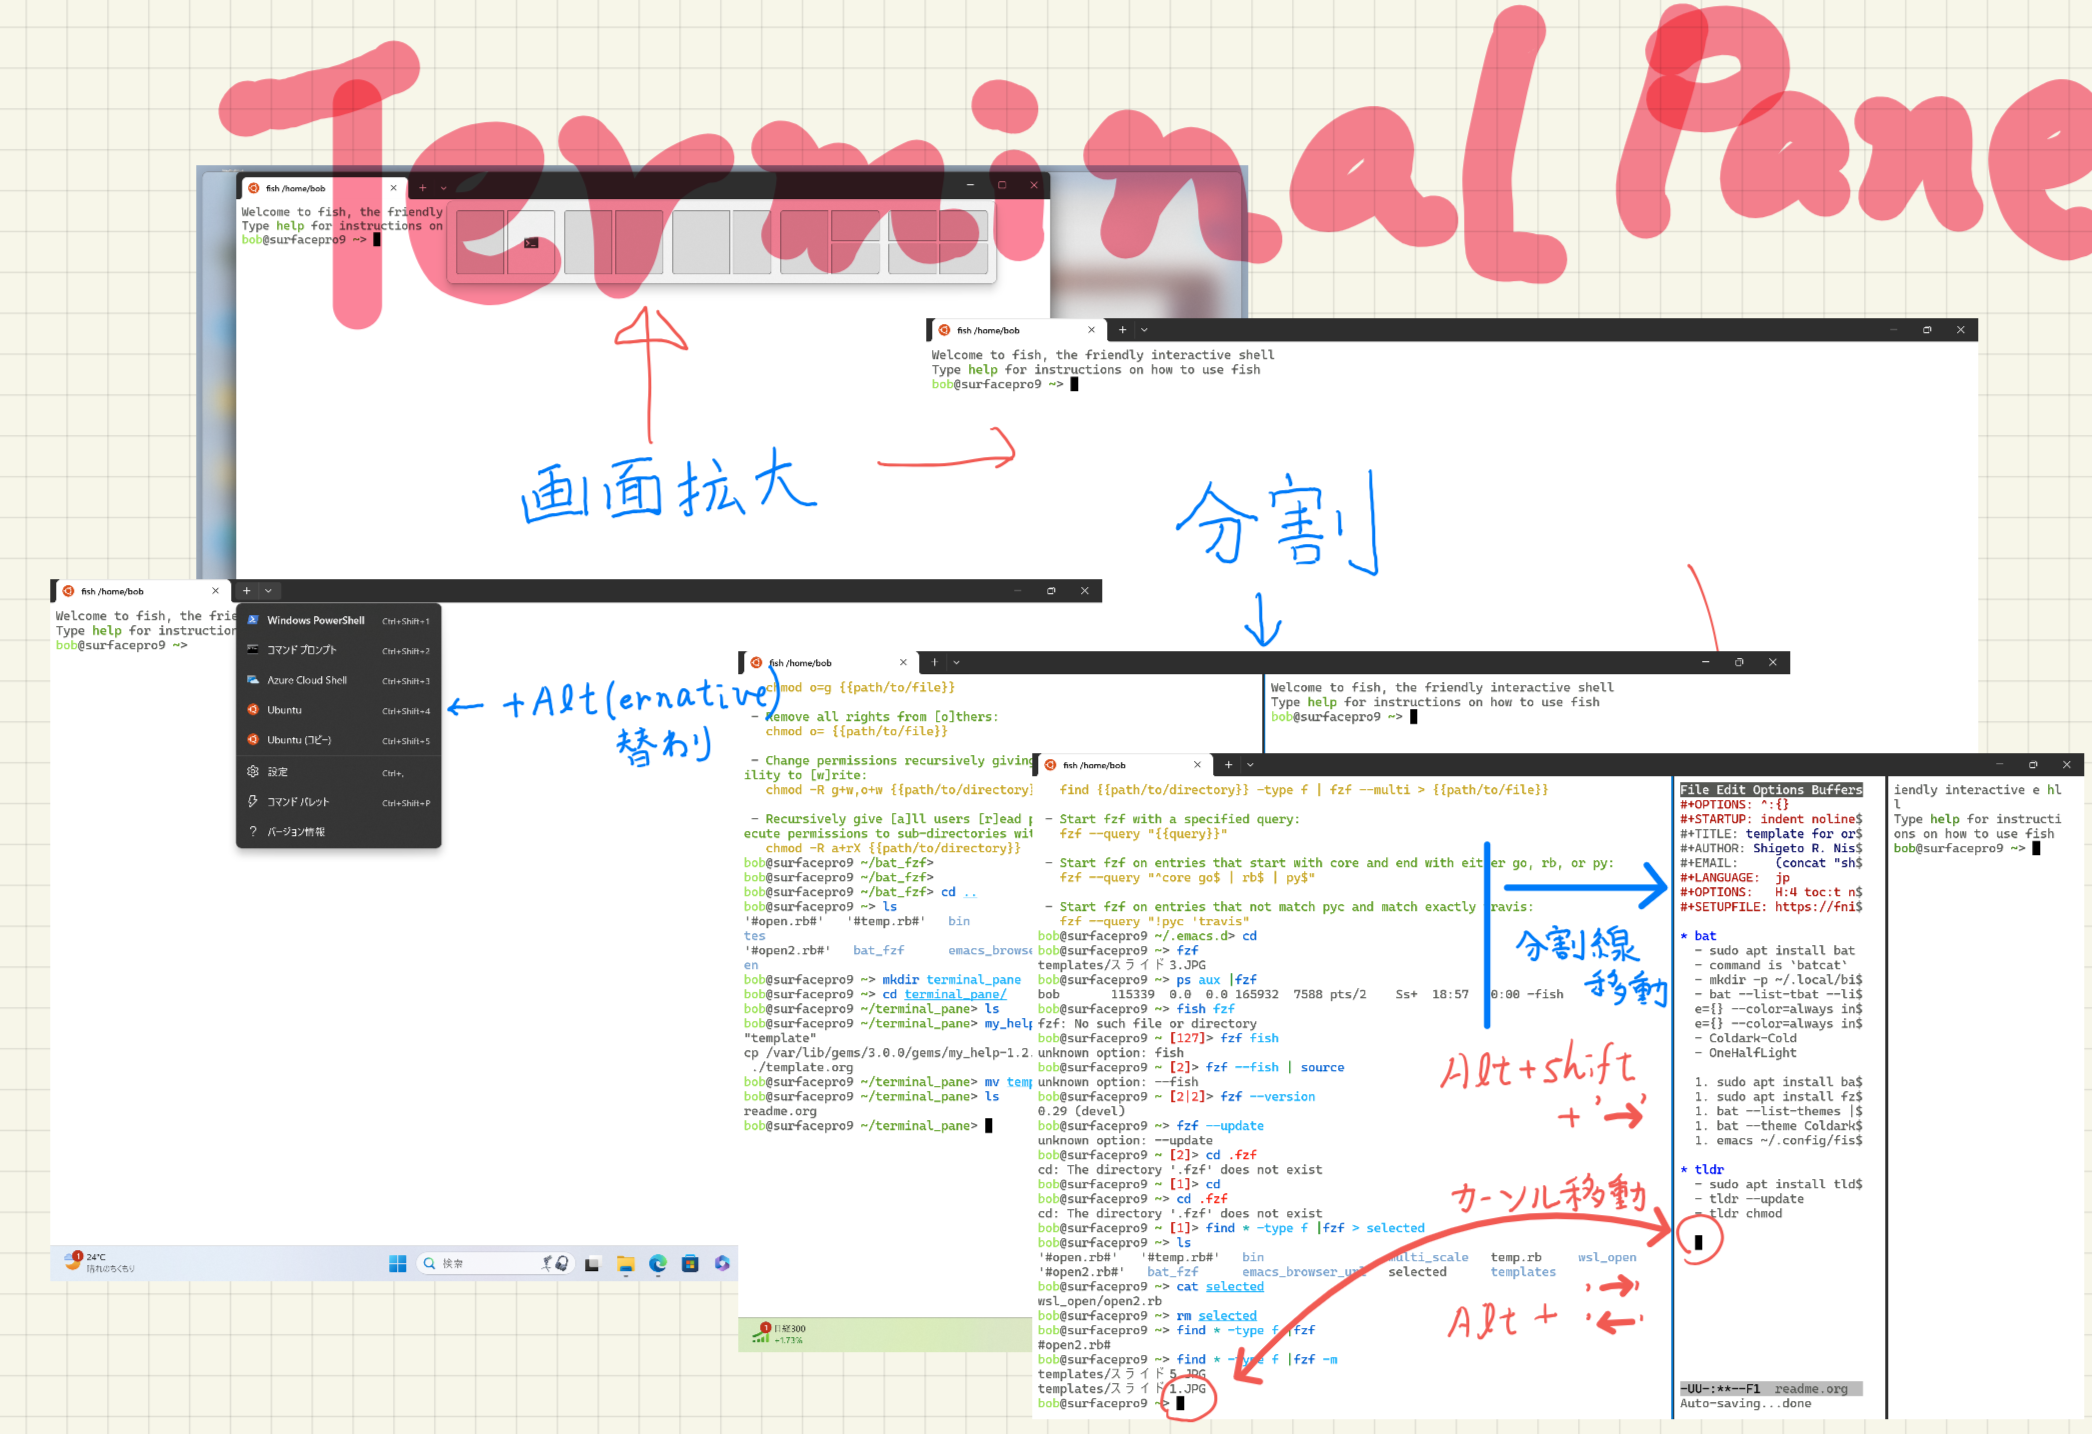 Terminal Pane
fish /home/bob
Welcome to fish, the friendly
Type help for instructions on
bob@surfacepro9 ~>
画面拡大
fish /home/bob
Welcome to fish, the friendly interactive shell
Type help for instructions on how to use fish
bob@surfacepro9 ~>
分割
fish /home/bob
Welcome to fish, the frie
Type help for instruction
bob@surfacepro9 ~>
Windows PowerShell Ctrl+Shift+1
コマンド プロンプト Ctrl+Shift+2
Azure Cloud Shell Ctrl+Shift+3
Ubuntu Ctrl+Shift+4
Ubuntu (コピー) Ctrl+Shift+5
設定 Ctrl+,
コマンド パレット Ctrl+Shift+P
バージョン情報
← +Alt(ernative)
替わり
1
24°C
晴れのちくもり
検索
fish /home/bob
chmod o=g {{path/to/file}}
- Remove all rights from [o]thers:
chmod o= {{path/to/file}}
- Change permissions recursively giving
ility to [w]rite:
chmod -R g+w,o+w {{path/to/directory}
- Recursively give [a]ll users [r]ead p
ecute permissions to sub-directories wit
chmod -R a+rX {{path/to/directory}}
bob@surfacepro9 ~/bat_fzf>
bob@surfacepro9 ~/bat_fzf>
bob@surfacepro9 ~/bat_fzf> cd ..
bob@surfacepro9 ~> ls
'#open.rb#' '#temp.rb#' bin
tes
'#open2.rb#' bat_fzf emacs_browse
en
bob@surfacepro9 ~> mkdir terminal_pane
bob@surfacepro9 ~> cd terminal_pane/
bob@surfacepro9 ~/terminal_pane> ls
bob@surfacepro9 ~/terminal_pane> my_help
"template"
cp /var/lib/gems/3.0.0/gems/my_help-1.2.
./template.org
bob@surfacepro9 ~/terminal_pane> mv temp
bob@surfacepro9 ~/terminal_pane> ls
readme.org
bob@surfacepro9 ~/terminal_pane>
1
日経300
+1.73%
Welcome to fish, the friendly interactive shell
Type help for instructions on how to use fish
bob@surfacepro9 ~>
fish /home/bob
find {{path/to/directory}} -type f | fzf --multi > {{path/to/file}}
- Start fzf with a specified query:
fzf --query "{{query}}"
- Start fzf on entries that start with core and end with either go, rb, or py:
fzf --query "^core go$ | rb$ | py$"
- Start fzf on entries that not match pyc and match exactly travis:
fzf --query "!pyc 'travis"
bob@surfacepro9 ~/.emacs.d> cd
bob@surfacepro9 ~> fzf
templates/スライド3.JPG
bob@surfacepro9 ~> ps aux |fzf
bob 115339 0.0 0.0 165932 7588 pts/2 Ss+ 18:57 0:00 -fish
bob@surfacepro9 ~> fish fzf
fzf: No such file or directory
bob@surfacepro9 ~ [127]> fzf fish
unknown option: fish
bob@surfacepro9 ~ [2]> fzf --fish | source
unknown option: --fish
bob@surfacepro9 ~ [2|2]> fzf --version
0.29 (devel)
bob@surfacepro9 ~> fzf --update
unknown option: --update
bob@surfacepro9 ~ [2]> cd .fzf
cd: The directory '.fzf' does not exist
bob@surfacepro9 ~ [1]> cd
bob@surfacepro9 ~> cd .fzf
cd: The directory '.fzf' does not exist
bob@surfacepro9 ~ [1]> find * -type f |fzf > selected
bob@surfacepro9 ~> ls
'#open.rb#' '#temp.rb#' bin multi_scale temp.rb wsl_open
'#open2.rb#' bat_fzf emacs_browser_url selected templates
bob@surfacepro9 ~> cat selected
wsl_open/open2.rb
bob@surfacepro9 ~> rm selected
bob@surfacepro9 ~> find * -type f |fzf
#open2.rb#
bob@surfacepro9 ~> find * -type f |fzf -m
templates/スライド5.JPG
templates/スライド1.JPG
bob@surfacepro9 ~>
分割線
移動
Alt+shift
+ '→'
カーソル移動
'→'
Alt + '←'
File Edit Options Buffers
#+OPTIONS: ^:{}
#+STARTUP: indent noline$
#+TITLE: template for or$
#+AUTHOR: Shigeto R. Nis$
#+EMAIL: (concat "sh$
#+LANGUAGE: jp
#+OPTIONS: H:4 toc:t n$
#+SETUPFILE: https://fni$
* bat
- sudo apt install bat
- command is `batcat`
- mkdir -p ~/.local/bi$
- bat --list-tbat --li$
e={} --color=always in$
e={} --color=always in$
- Coldark-Cold
- OneHalfLight
1. sudo apt install ba$
1. sudo apt install fz$
1. bat --list-themes |$
1. bat --theme Coldark$
1. emacs ~/.config/fis$
* tldr
- sudo apt install tld$
- tldr --update
- tldr chmod
-UU-:**--F1 readme.org
Auto-saving...done
iendly interactive e hl
l
Type help for instructi
ons on how to use fish
bob@surfacepro9 ~>